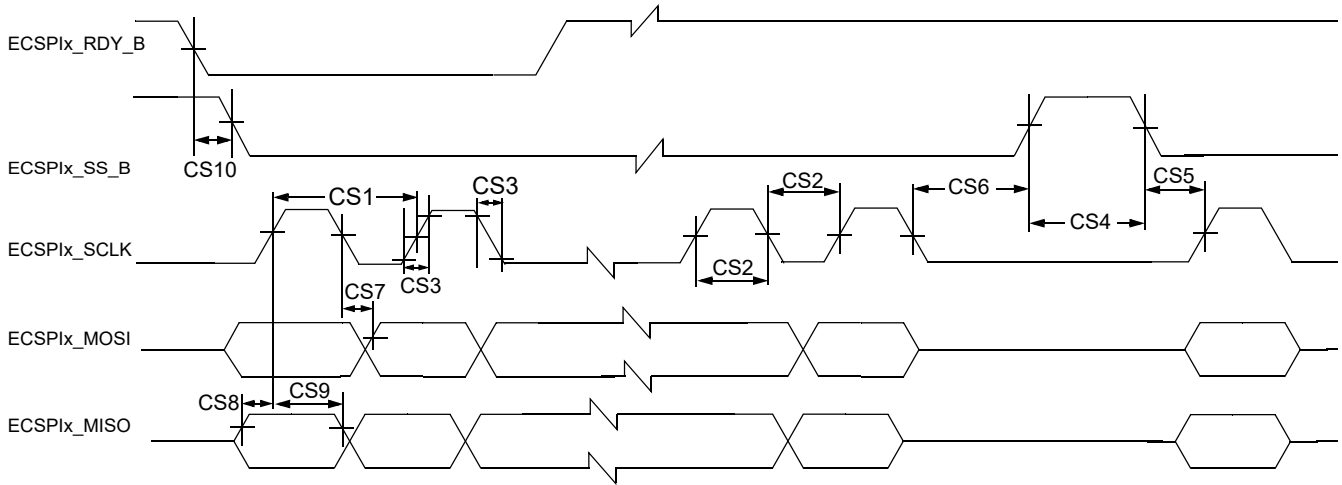 ECSPIx_RDY_B
CS10
ECSPIx_SS_B
CS1
CS3
CS2
CS6
CS5
CS4
ECSPIx_SCLK
CS3
CS2
CS7
ECSPIx_MOSI
CS8
CS9
ECSPIx_MISO